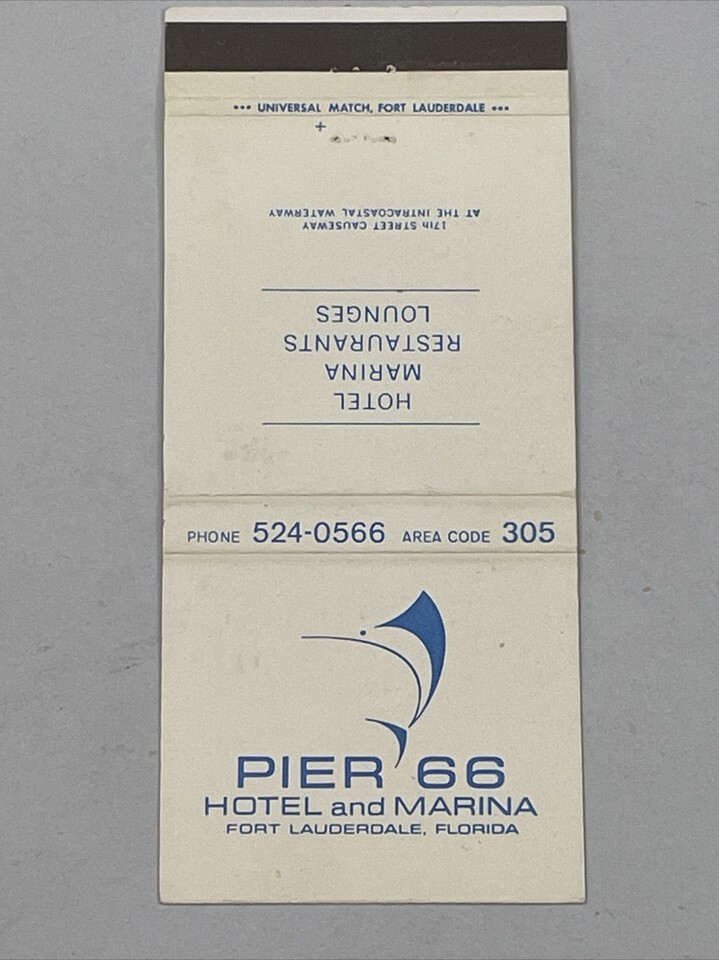 ••• UNIVERSAL MATCH, FORT LAUDERDALE •••
+
HOTEL
MARINA
RESTAURANTS
LOUNGES
17th STREET CAUSEWAY
AT THE INTRACOASTAL WATERWAY
PHONE 524-0566 AREA CODE 305
PIER 66
HOTEL and MARINA
FORT LAUDERDALE, FLORIDA